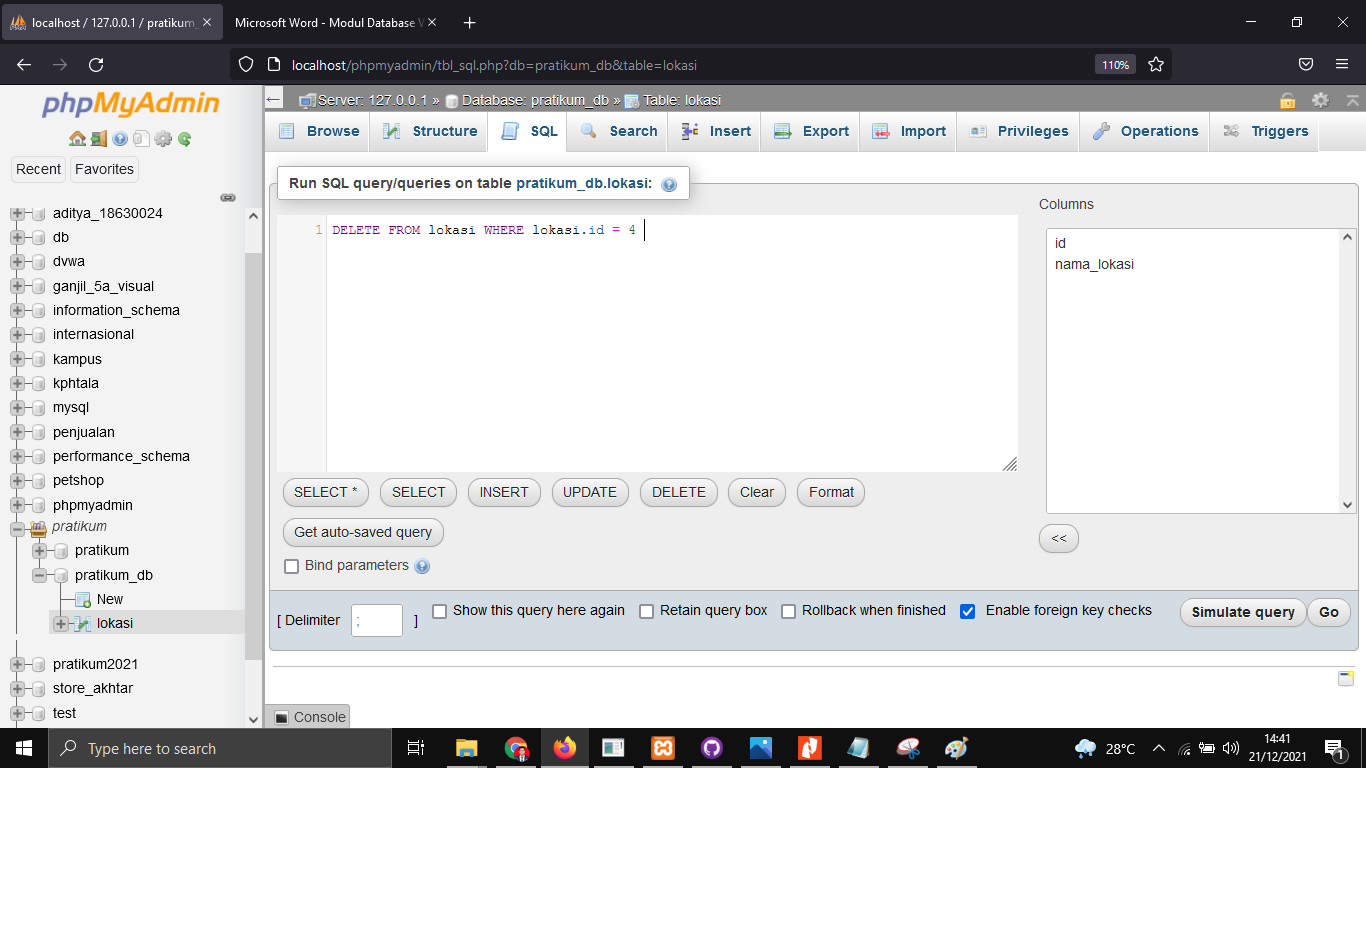 localhost / 127.0.0.1 / pratikum_
Microsoft Word - Modul Database V
localhost/phpmyadmin/tbl_sql.php?db=pratikum_db&table=lokasi
110%
phpMyAdmin
Recent
Favorites
aditya_18630024
db
dvwa
ganjil_5a_visual
information_schema
internasional
kampus
kphtala
mysql
penjualan
performance_schema
petshop
phpmyadmin
pratikum
pratikum
pratikum_db
New
lokasi
pratikum2021
store_akhtar
test
Server: 127.0.0.1 » Database: pratikum_db » Table: lokasi
Browse
Structure
SQL
Search
Insert
Export
Import
Privileges
Operations
Triggers
Run SQL query/queries on table pratikum_db.lokasi:
1 DELETE FROM lokasi WHERE lokasi.id = 4
Columns
id
nama_lokasi
SELECT *
SELECT
INSERT
UPDATE
DELETE
Clear
Format
Get auto-saved query
<<
Bind parameters
[ Delimiter ; ]
Show this query here again
Retain query box
Rollback when finished
Enable foreign key checks
Simulate query
Go
Console
Type here to search
28°C
14:41
21/12/2021
1